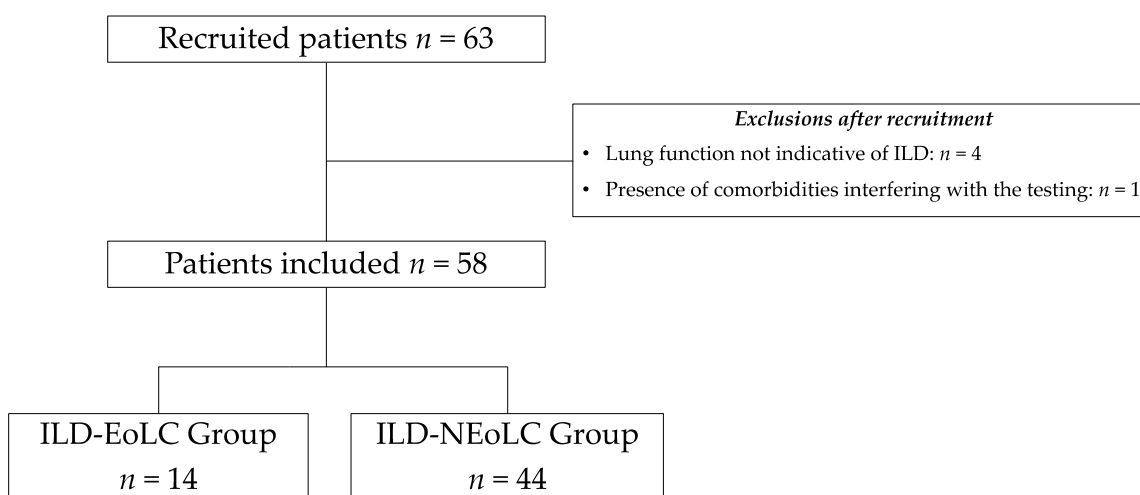 Recruited patients n = 63
Exclusions after recruitment
• Lung function not indicative of ILD: n = 4
• Presence of comorbidities interfering with the testing: n = 1
Patients included n = 58
ILD-EoLC Group
n = 14
ILD-NEoLC Group
n = 44